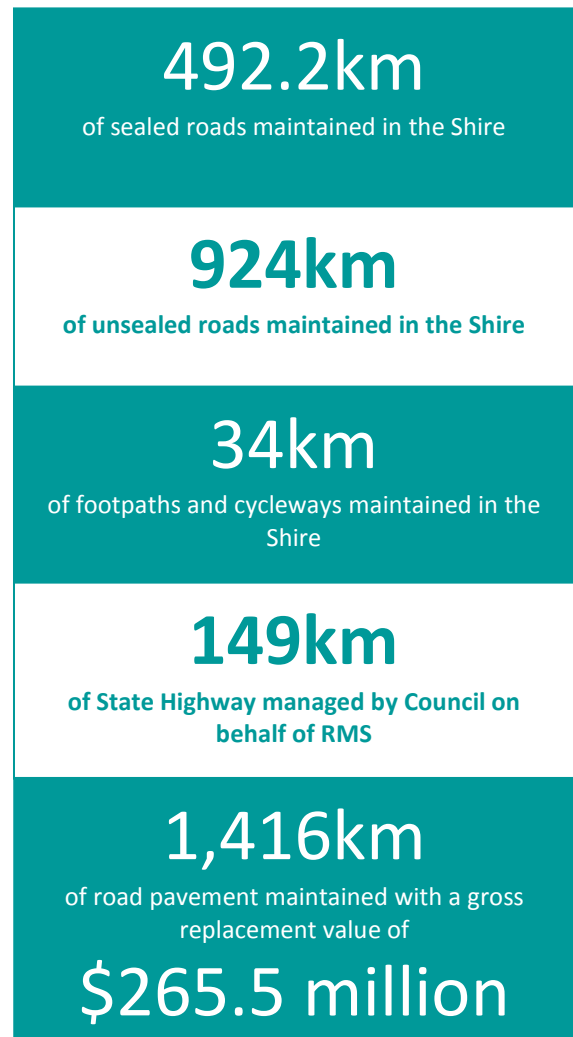 492.2km
of sealed roads maintained in the Shire
924km
of unsealed roads maintained in the Shire
34km
of footpaths and cycleways maintained in the
Shire
149km
of State Highway managed by Council on
behalf of RMS
1,416km
of road pavement maintained with a gross
replacement value of
$265.5 million